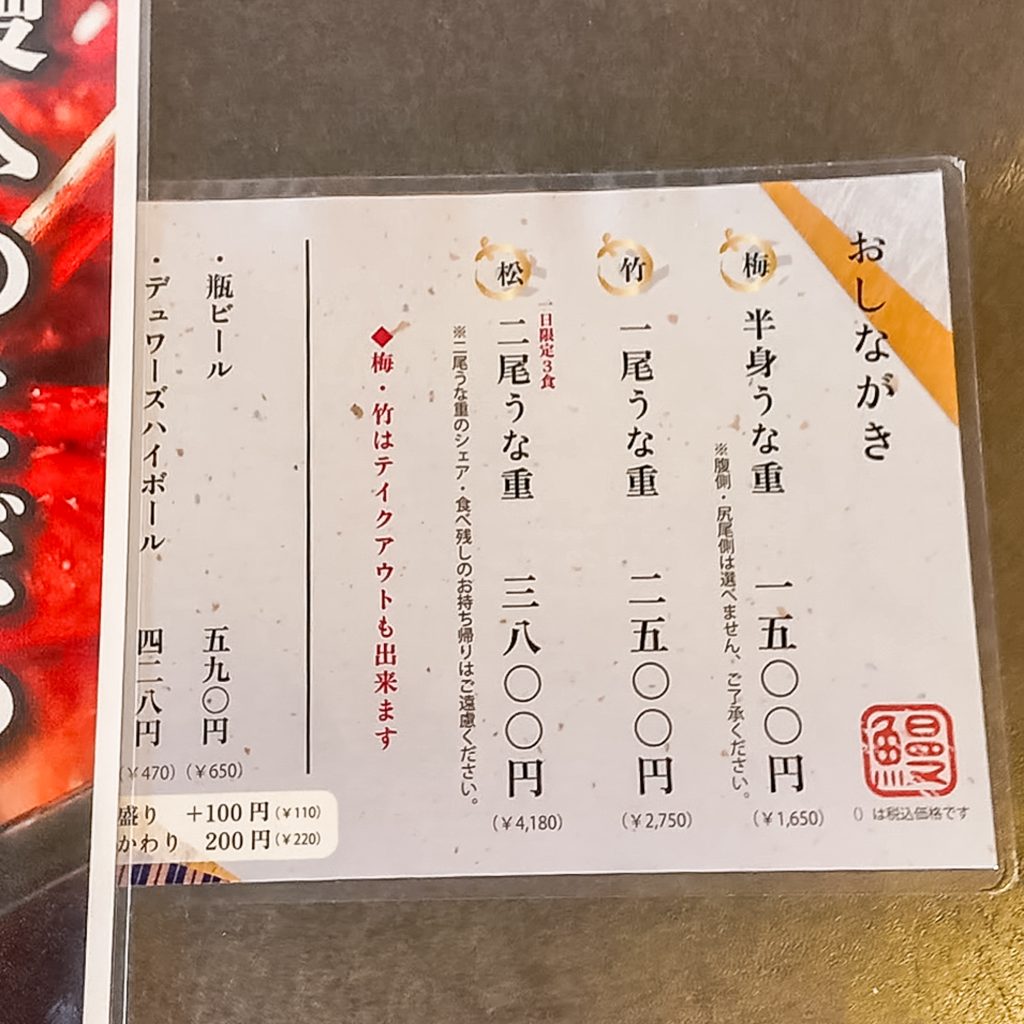 おしながき
鰻
()は税込価格です
梅 半身うな重 一五〇〇円
(¥1,650)
※腹側・尻尾側は選べません、ご了承ください。
竹 一尾うな重 二五〇〇円
(¥2,750)
一日限定3食
松 二尾うな重 三八〇〇円
(¥4,180)
※二尾うな重のシェア・食べ残しのお持ち帰りはご遠慮ください。
◆梅・竹はテイクアウトも出来ます
・瓶ビール ・五九〇円
(¥650)
・デュワーズハイボール 四二八円
(¥470)
盛り +100円(¥110)
かわり 200円(¥220)